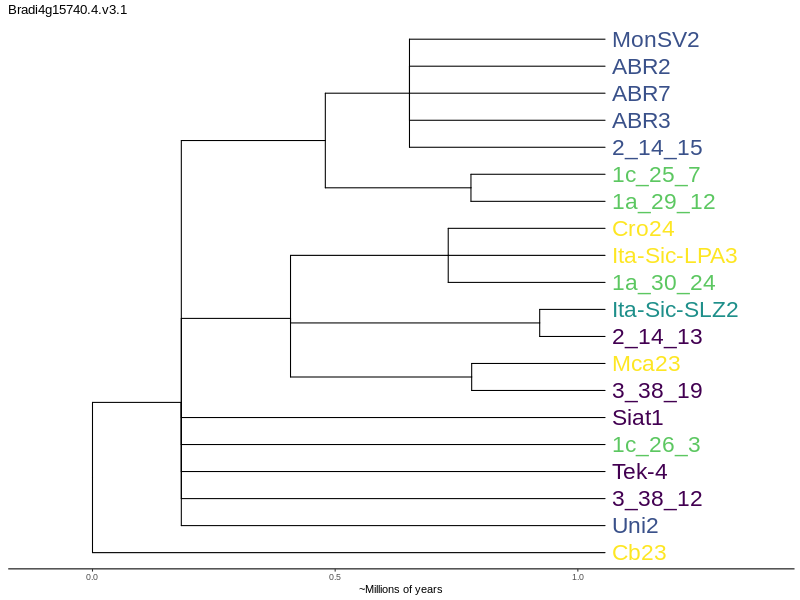 Bradi4g15740.4.v3.1
MonSV2
ABR2
ABR7
ABR3
2_14_15
1c_25_7
1a_29_12
Cro24
Ita-Sic-LPA3
1a_30_24
Ita-Sic-SLZ2
2_14_13
Mca23
3_38_19
Siat1
1c_26_3
Tek-4
3_38_12
Uni2
Cb23
0.0 0.5 1.0
~Millions of years